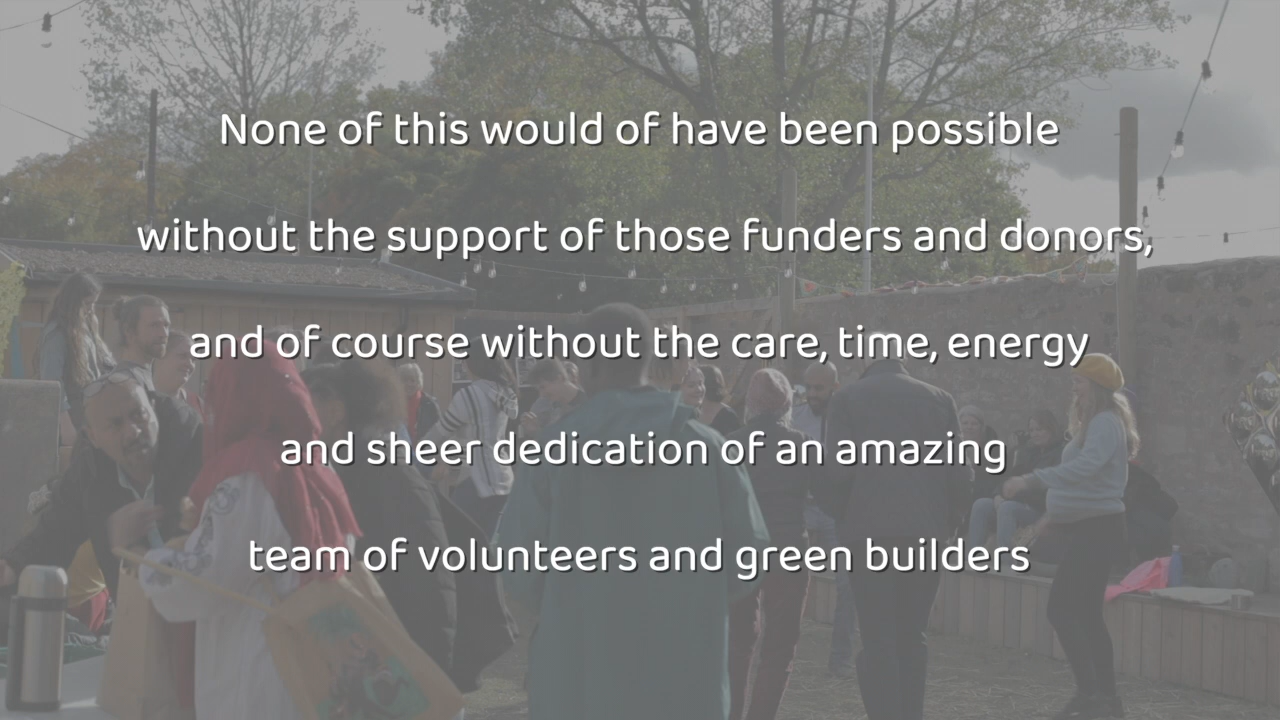 None of this would of have been possible
without the support of those funders and donors,
and of course without the care, time, energy
and sheer dedication of an amazing
team of volunteers and green builders